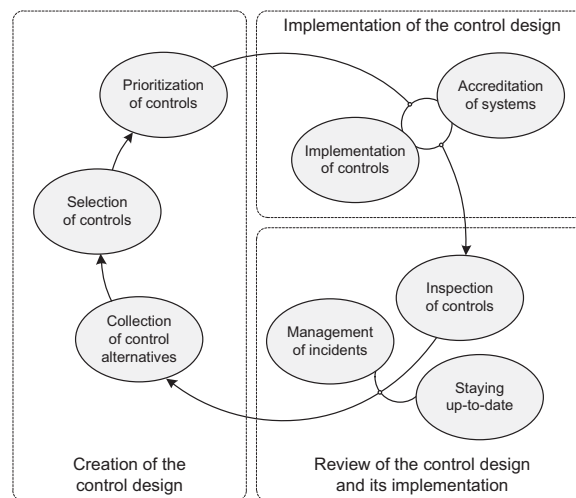 Implementation of the control design
Prioritization
of controls
Accreditation
of systems
Implementation
of controls
Selection
of controls
Inspection
of controls
Collection
of control
alternatives
Management
of incidents
Staying
up-to-date
Creation of the
control design
Review of the control design
and its implementation